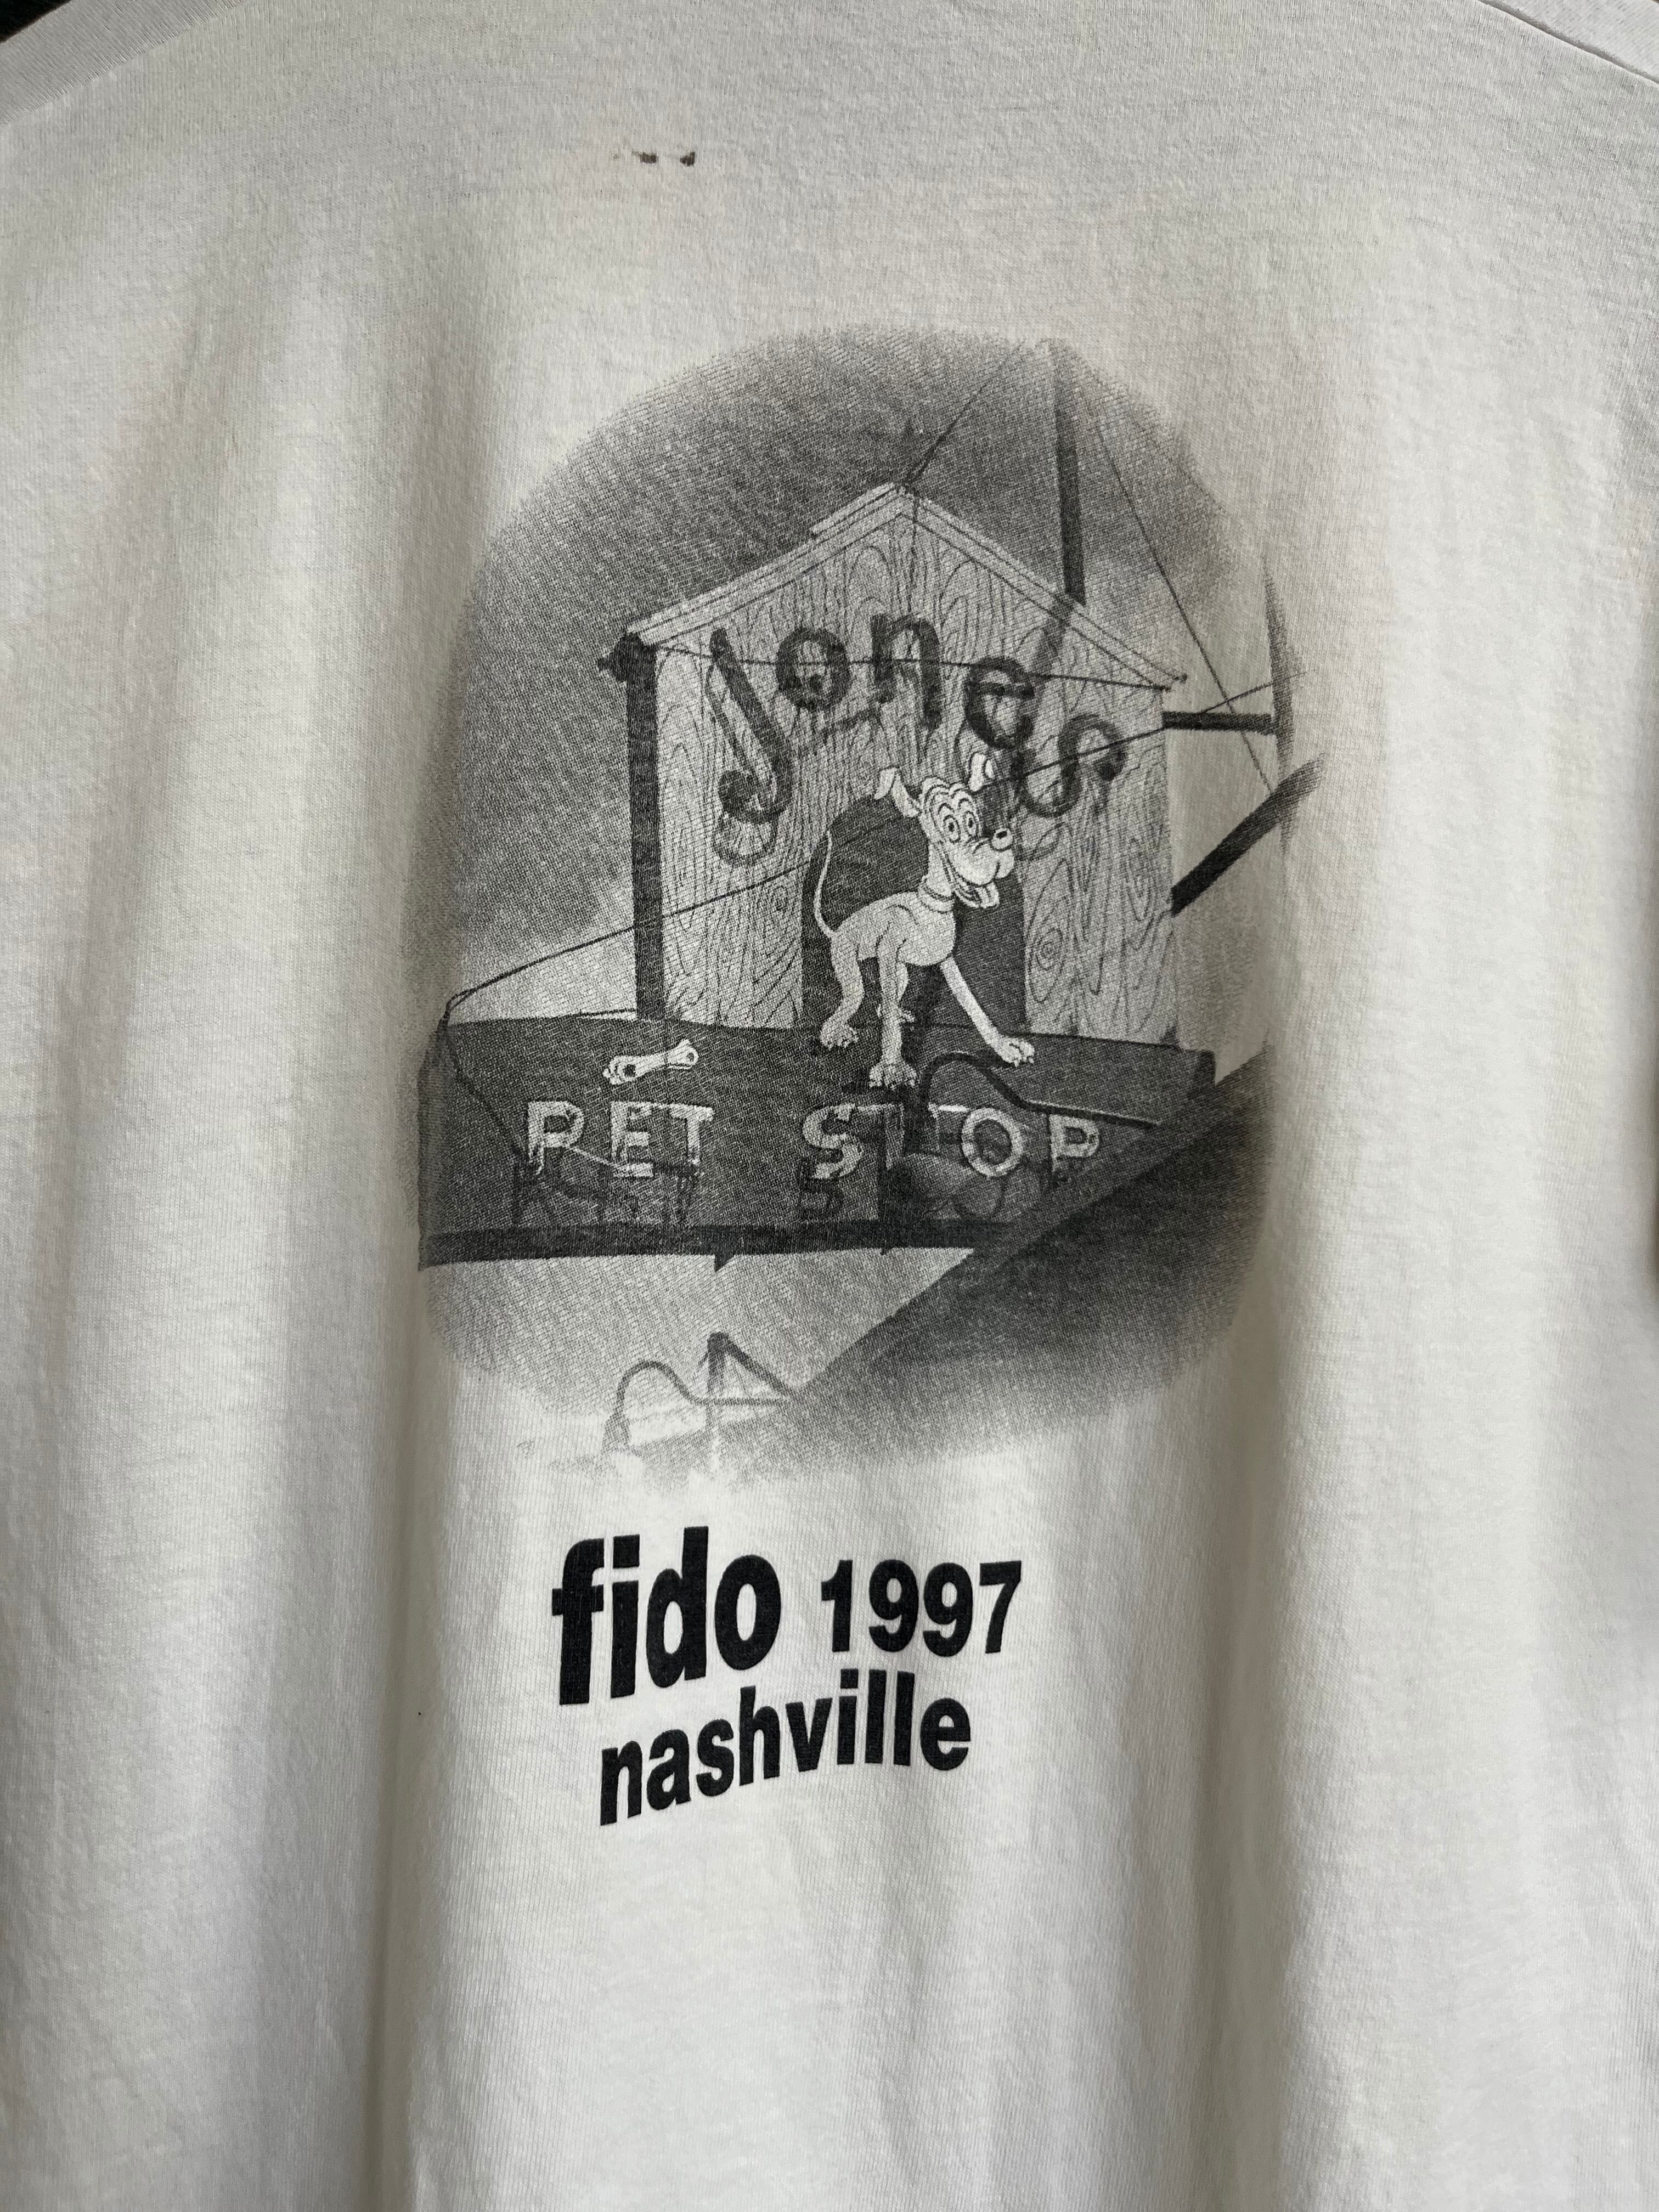 Jones
PET STOP
fido 1997
nashville